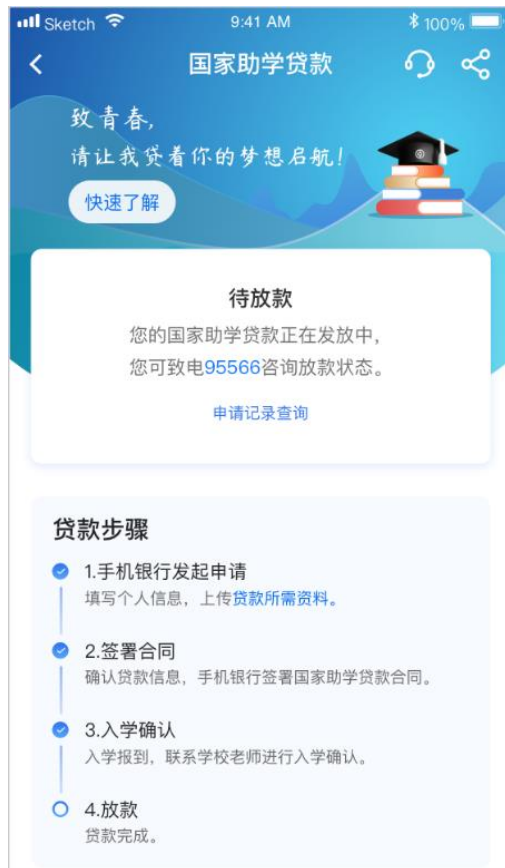 Sketch 9:41 AM 100%
国家助学贷款
致青春,
请让我贷着你的梦想启航!
快速了解
待放款
您的国家助学贷款正在发放中,
您可致电95566咨询放款状态。
申请记录查询
贷款步骤
1.手机银行发起申请
填写个人信息，上传贷款所需资料。
2.签署合同
确认贷款信息，手机银行签署国家助学贷款合同。
3.入学确认
入学报到，联系学校老师进行入学确认。
4.放款
贷款完成。